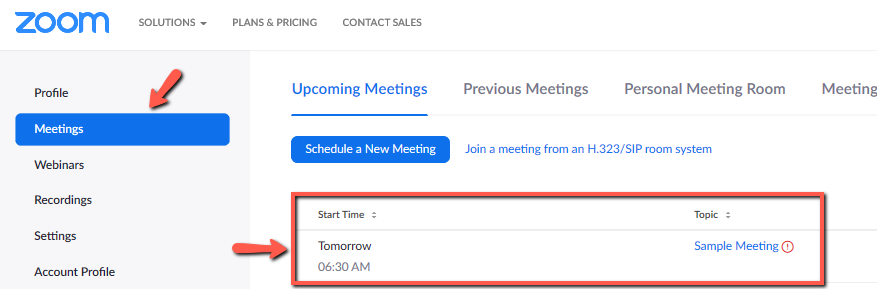 zoom SOLUTIONS PLANS & PRICING CONTACT SALES
Profile
Meetings
Webinars
Recordings
Settings
Account Profile
Upcoming Meetings Previous Meetings Personal Meeting Room Meeting
Schedule a New Meeting Join a meeting from an H.323/SIP room system
Start Time Topic
Tomorrow Sample Meeting
06:30 AM